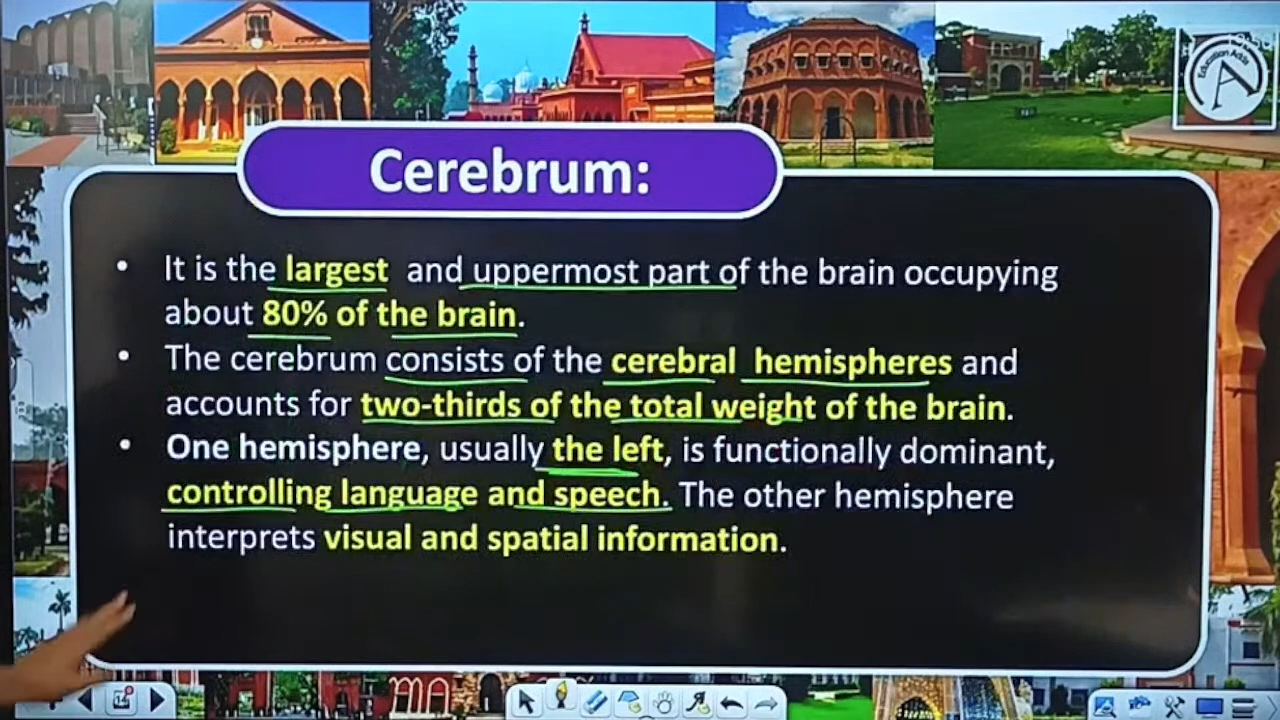 Cerebrum:
• It is the largest and uppermost part of the brain occupying
about 80% of the brain.
• The cerebrum consists of the cerebral hemispheres and
accounts for two-thirds of the total weight of the brain.
• One hemisphere, usually the left, is functionally dominant,
controlling language and speech. The other hemisphere
interprets visual and spatial information.
A